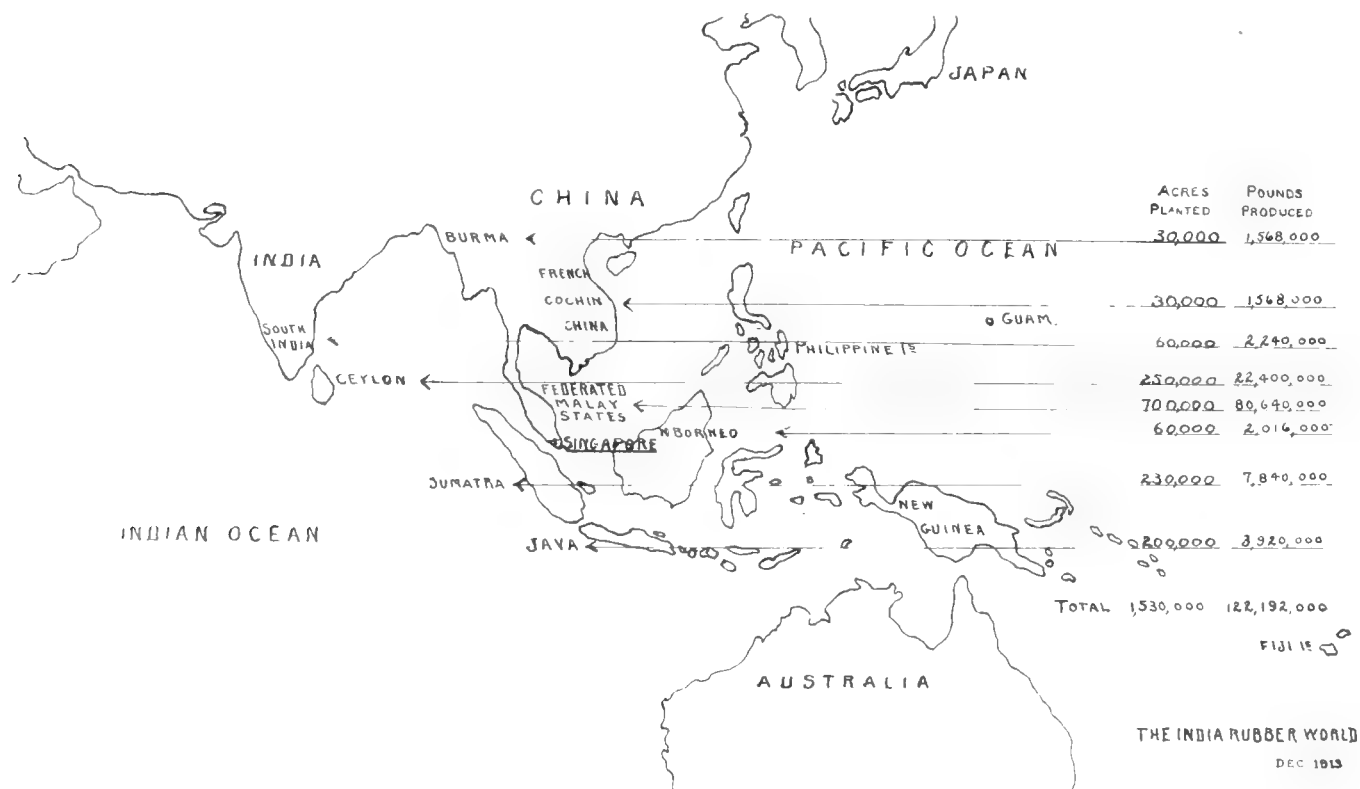 JAPAN
CHINA
ACRES PLANTED
POUNDS PRODUCED
BURMA
30,000 1,568,000
PACIFIC OCEAN
INDIA
FRENCH
COCHIN
CHINA
30,000 1,568,000
GUAM.
SOUTH
INDIA
60,000 2,240,000
PHILIPPINE Is
CEYLON
250,000 22,400,000
FEDERATED
MALAY
STATES
700,000 80,640,000
N BORNEO
60,000 2,016,000
SINGAPORE
SUMATRA
230,000 7,840,000
NEW
GUINEA
INDIAN OCEAN
JAVA
200,000 3,920,000
TOTAL 1,530,000 122,192,000
FIJI Is
AUSTRALIA
THE INDIA RUBBER WORLD
DEC 1913